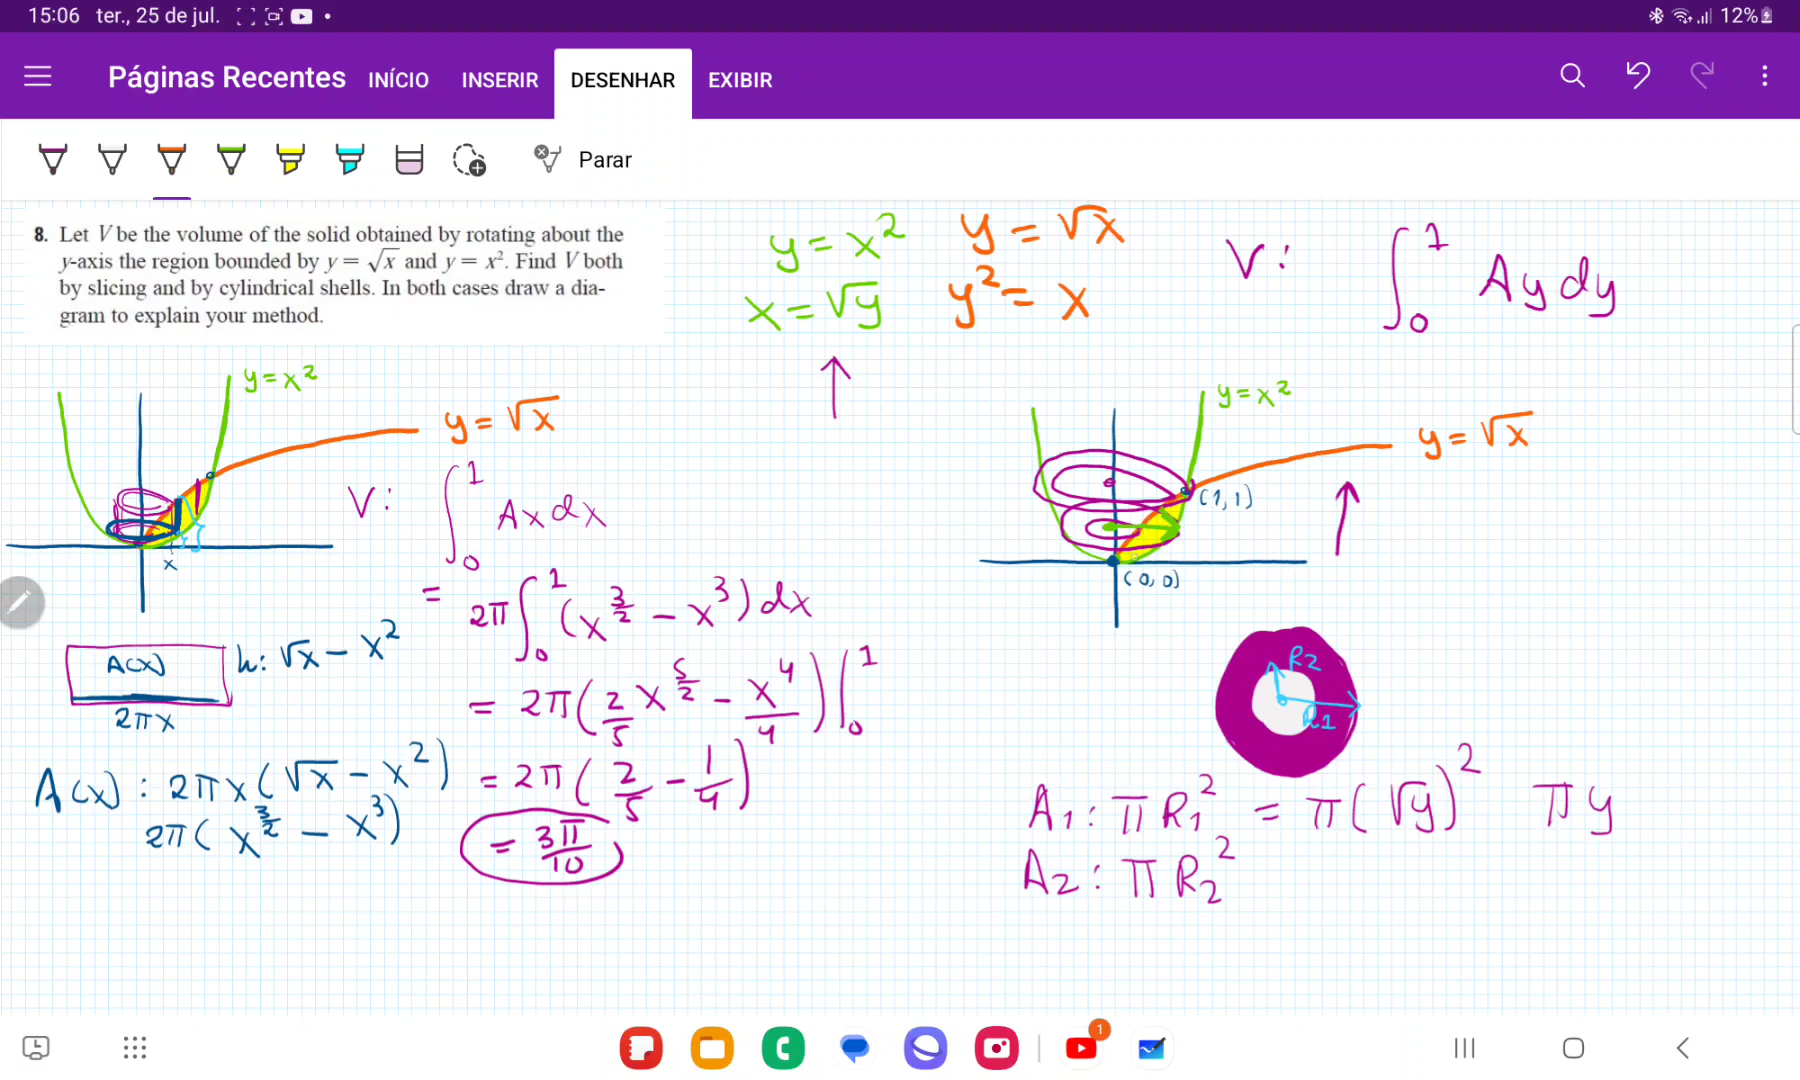 15:06 ter., 25 de jul.
12%
Páginas Recentes INÍCIO INSERIR DESENHAR EXIBIR
Parar
8. Let V be the volume of the solid obtained by rotating about the
y-axis the region bounded by y = √x and y = x². Find V both
by slicing and by cylindrical shells. In both cases draw a dia-
gram to explain your method.
y = x² y = √x
x = √y y² = x
V: ∫₀¹ Ay dy
y = x²
y = √x
V: ∫₀¹ Ax dx
x
= 2π ∫₀¹ (x^(3/2) - x³) dx
A(x) h: √x - x²
2πx
= 2π (2/5 x^(5/2) - x⁴/4) |₀¹
A(x): 2πx (√x - x²)
2π (x^(3/2) - x³)
= 2π (2/5 - 1/4)
= 3π/10
y = x²
y = √x
(1,1)
(0,0)
R2
R1
A1: πR1² = π(√y)² πy
A2: πR2²
1